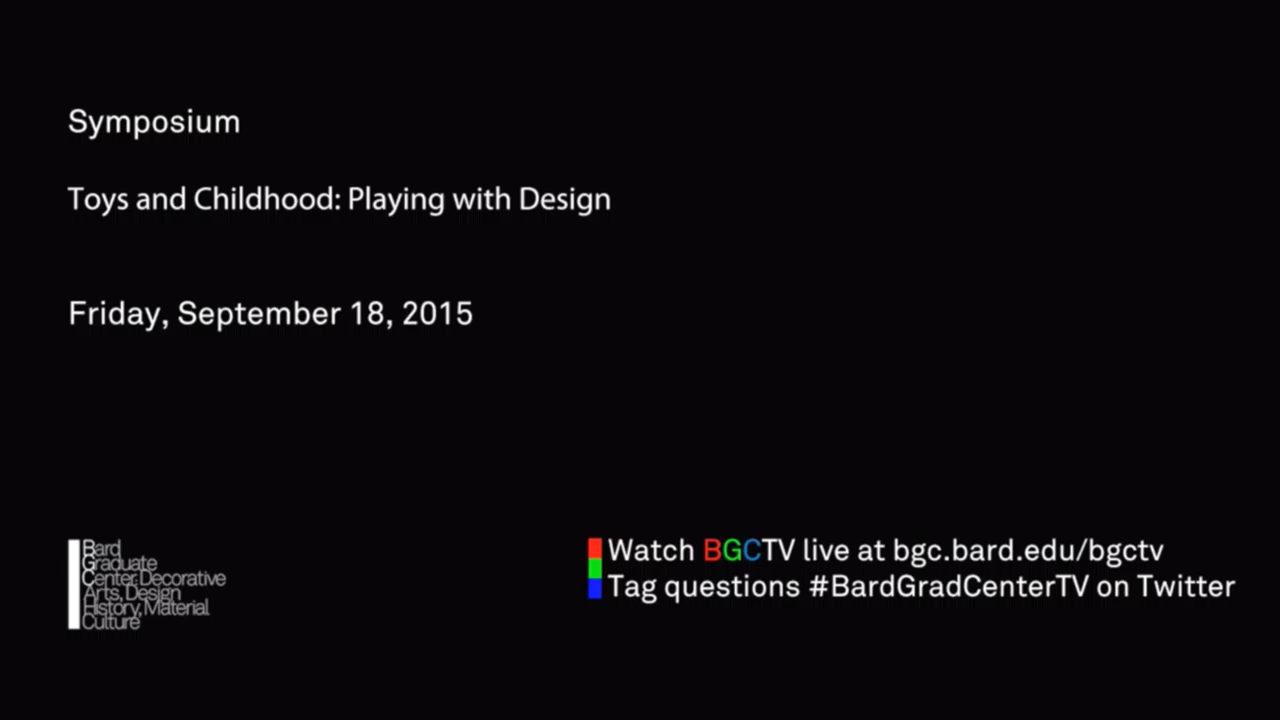 Symposium
Toys and Childhood: Playing with Design
Friday, September 18, 2015
Bard
Graduate
Center Decorative
Arts, Design
History, Material
Culture
Watch BGCTV live at bgc.bard.edu/bgctv
Tag questions #BardGradCenterTV on Twitter